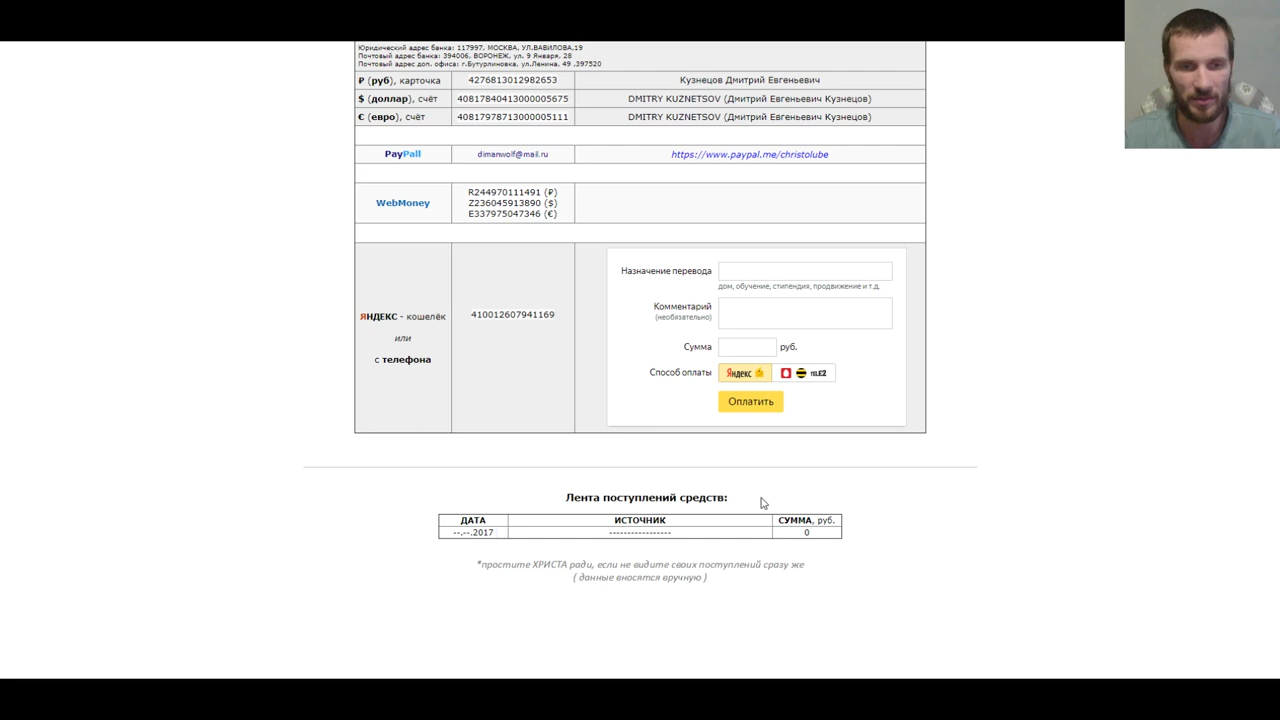 Юридический адрес банка: 117997, МОСКВА, УЛ.ВАВИЛОВА,19
Почтовый адрес банка: 394006, ВОРОНЕЖ, ул. 9 Января, 28
Почтовый адрес доп. офиса: г.Бутурлиновка, ул.Ленина, 49 ,397520
₽ (руб), карточка 4276813012982653 Кузнецов Дмитрий Евгеньевич
$ (доллар), счёт 40817840413000005675 DMITRY KUZNETSOV (Дмитрий Евгеньевич Кузнецов)
€ (евро), счёт 40817978713000005111 DMITRY KUZNETSOV (Дмитрий Евгеньевич Кузнецов)
PayPall dimanwolf@mail.ru https://www.paypal.me/christolube
WebMoney
R244970111491 (₽)
Z236045913890 ($)
E337975047346 (€)
ЯНДЕКС - кошелёк
или
с телефона
410012607941169
Назначение перевода
дом, обучение, стипендия, продвижение и т.д.
Комментарий
(необязательно)
Сумма руб.
Способ оплаты Яндекс TELE2
Оплатить
Лента поступлений средств:
ДАТА ИСТОЧНИК СУММА, руб.
--.--.2017 ----------------- 0
*простите ХРИСТА ради, если не видите своих поступлений сразу же
( данные вносятся вручную )